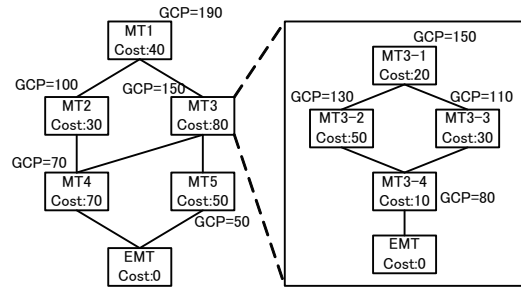 GCP=190
MT1
Cost:40
GCP=100
GCP=150
MT2
Cost:30
MT3
Cost:80
GCP=70
MT4
Cost:70
MT5
Cost:50
GCP=50
EMT
Cost:0
GCP=150
MT3-1
Cost:20
GCP=130
GCP=110
MT3-2
Cost:50
MT3-3
Cost:30
MT3-4
Cost:10
GCP=80
EMT
Cost:0